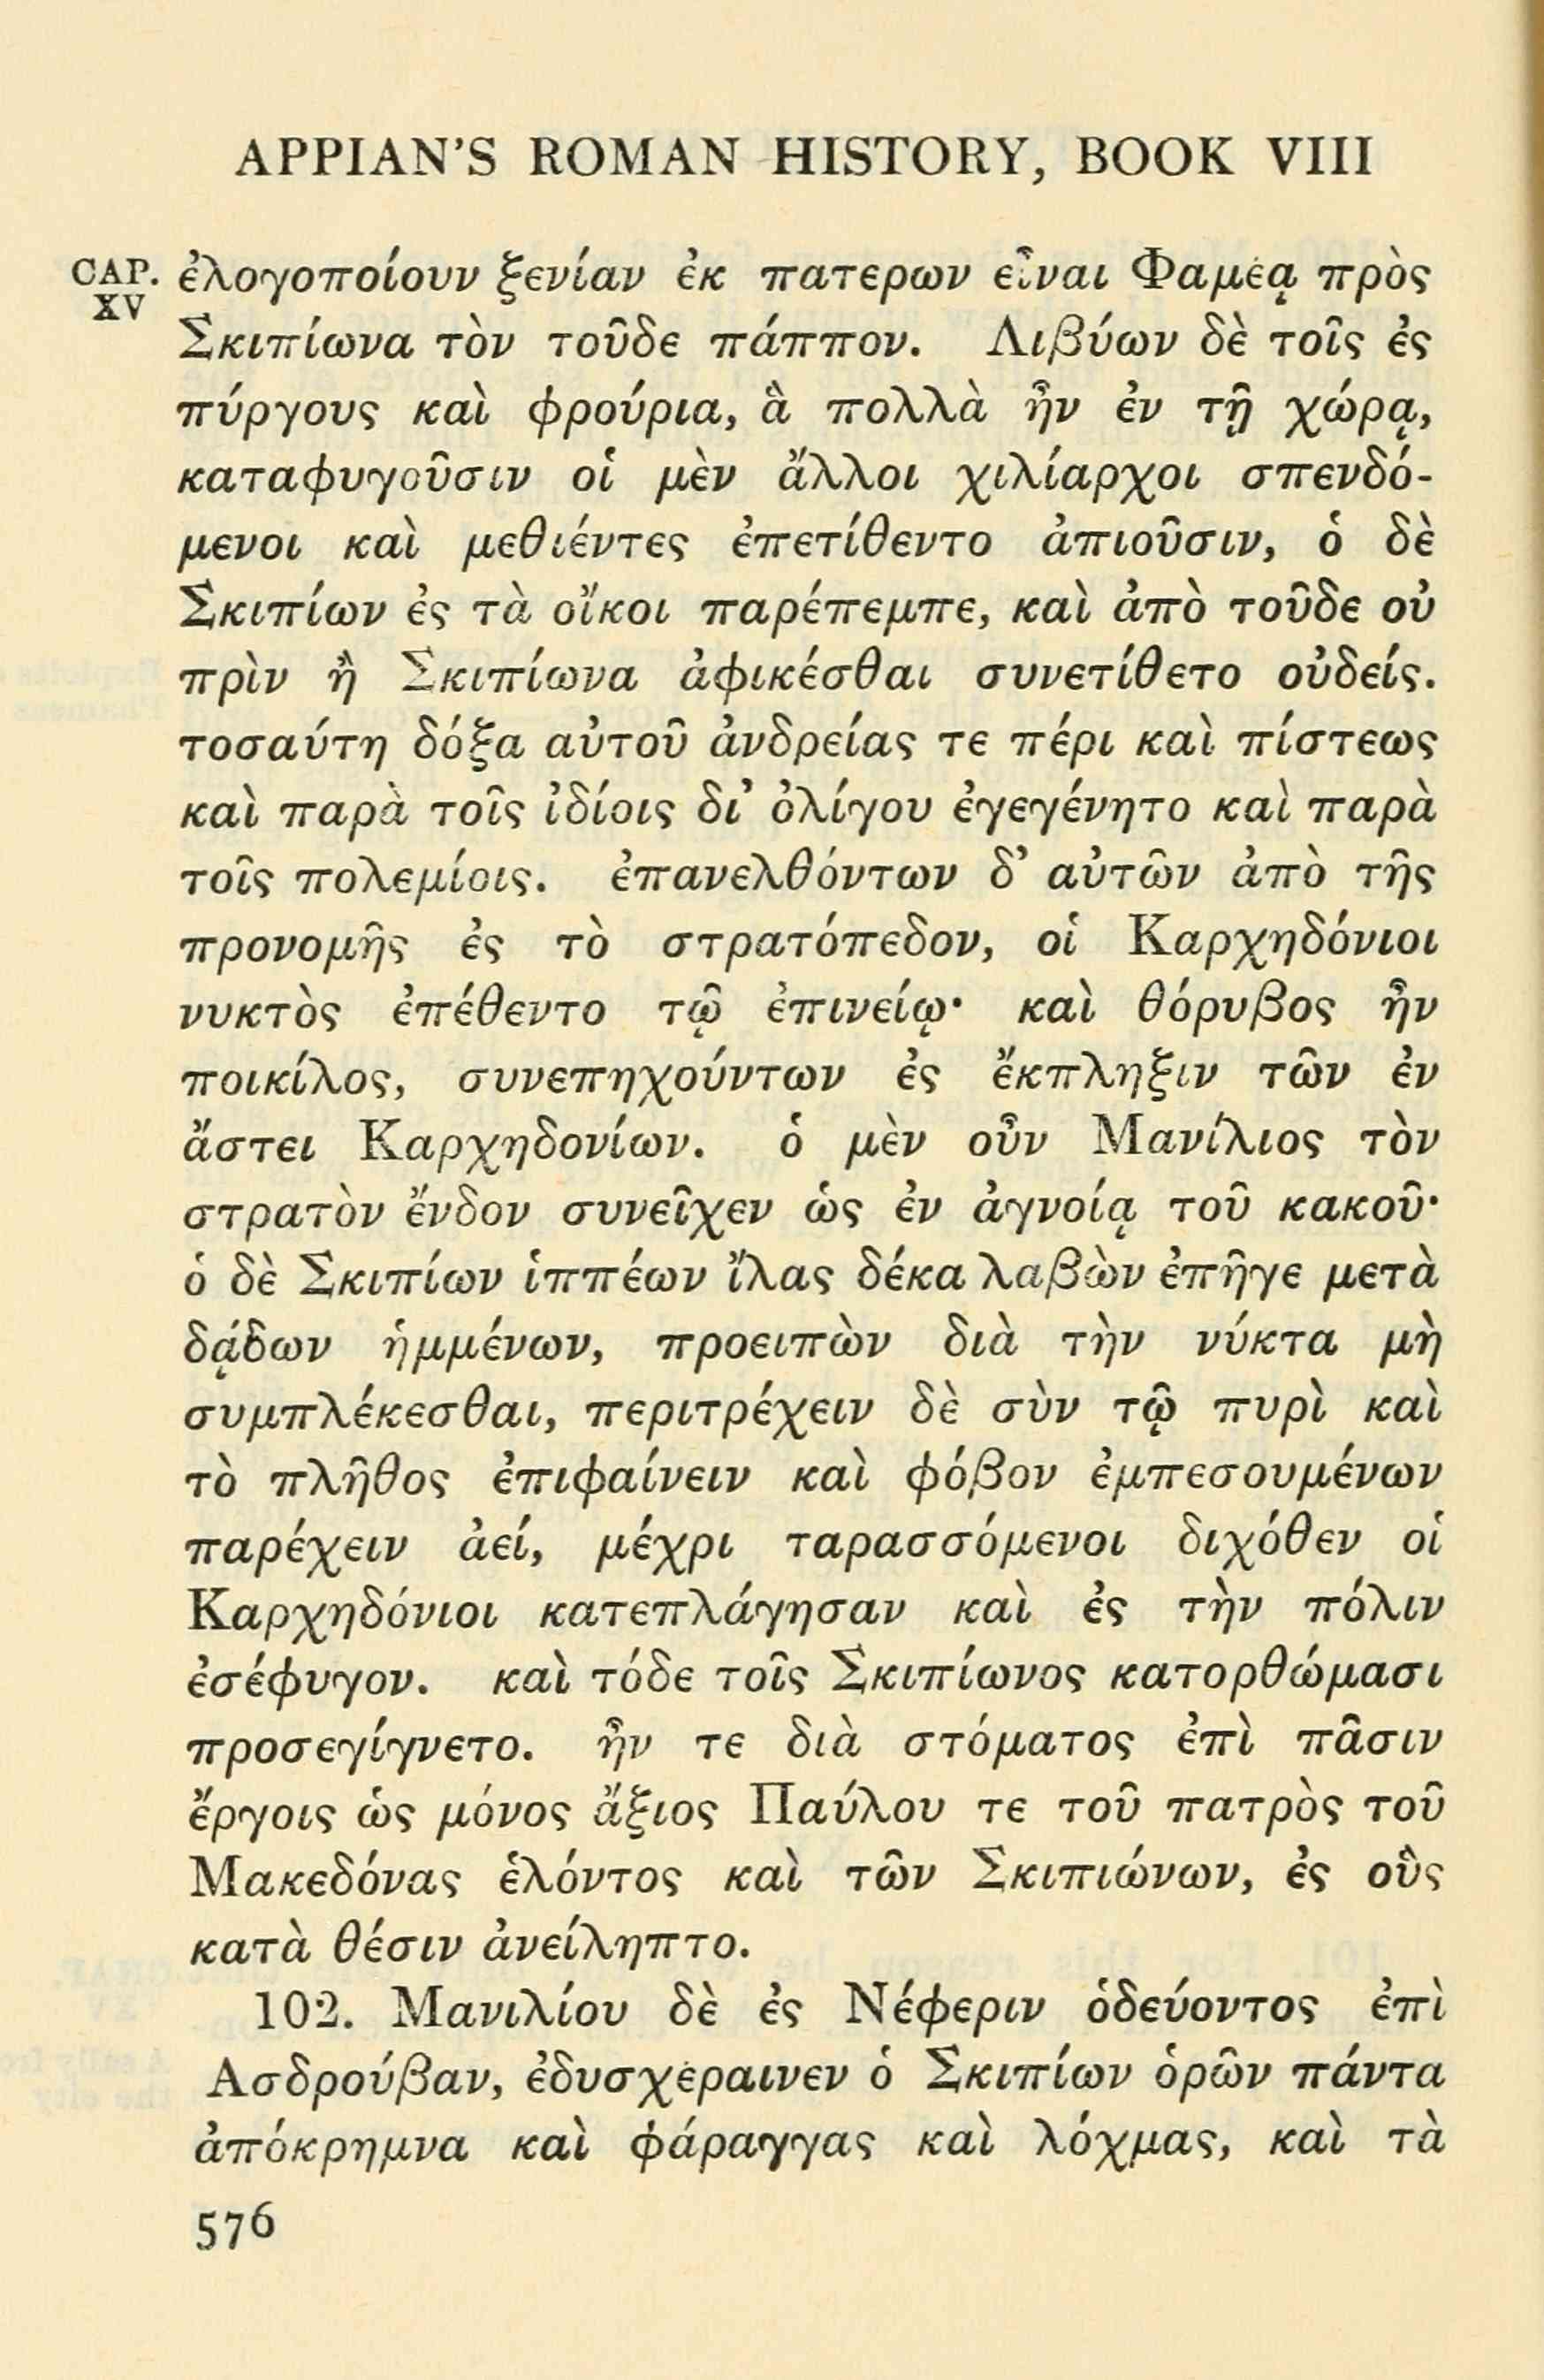 APPIAN'S ROMAN HISTORY, BOOK VIII
CAP. XV
ἐλογοποίουν ξενίαν ἐκ πατερων εἶναι Φαμέᾳ πρὸς
Σκιπίωνα τὸν τοῦδε πάππον. Λιβύων δὲ τοῖς ἐς
πύργους καὶ φρούρια, ἃ πολλὰ ἦν ἐν τῇ χώρᾳ,
καταφυγοῦσιν οἱ μὲν ἄλλοι χιλίαρχοι σπενδό-
μενοι καὶ μεθιέντες ἐπετίθεντο ἀπιοῦσιν, ὁ δὲ
Σκιπίων ἐς τὰ οἴκοι παρέπεμπε, καὶ ἀπὸ τοῦδε οὐ
πρὶν ἢ Σκιπίωνα ἀφικέσθαι συνετίθετο οὐδείς.
τοσαύτη δόξα αὐτοῦ ἀνδρείας τε πέρι καὶ πίστεως
καὶ παρὰ τοῖς ἰδίοις δι' ὀλίγου ἐγεγένητο καὶ παρὰ
τοῖς πολεμίοις. ἐπανελθόντων δ' αὐτῶν ἀπὸ τῆς
προνομῆς ἐς τὸ στρατόπεδον, οἱ Καρχηδόνιοι
νυκτὸς ἐπέθεντο τῷ ἐπινείῳ· καὶ θόρυβος ἦν
ποικίλος, συνεπηχούντων ἐς ἔκπληξιν τῶν ἐν
ἄστει Καρχηδονίων. ὁ μὲν οὖν Μανίλιος τὸν
στρατὸν ἔνδον συνεῖχεν ὡς ἐν ἀγνοίᾳ τοῦ κακοῦ·
ὁ δὲ Σκιπίων ἱππέων ἴλας δέκα λαβὼν ἐπῆγε μετὰ
δᾴδων ἡμμένων, προειπὼν διὰ τὴν νύκτα μὴ
συμπλέκεσθαι, περιτρέχειν δὲ σὺν τῷ πυρὶ καὶ
τὸ πλῆθος ἐπιφαίνειν καὶ φόβον ἐμπεσουμένων
παρέχειν ἀεί, μέχρι ταρασσόμενοι διχόθεν οἱ
Καρχηδόνιοι κατεπλάγησαν καὶ ἐς τὴν πόλιν
ἐσέφυγον. καὶ τόδε τοῖς Σκιπίωνος κατορθώμασι
προσεγίγνετο. ἦν τε διὰ στόματος ἐπὶ πᾶσιν
ἔργοις ὡς μόνος ἄξιος Παύλου τε τοῦ πατρὸς τοῦ
Μακεδόνας ἑλόντος καὶ τῶν Σκιπιώνων, ἐς οὓς
κατὰ θέσιν ἀνείληπτο.
102. Μανιλίου δὲ ἐς Νέφεριν ὁδεύοντος ἐπὶ
Ασδρούβαν, ἐδυσχέραινεν ὁ Σκιπίων ὁρῶν πάντα
ἀπόκρημνα καὶ φάραγγας καὶ λόχμας, καὶ τὰ
576